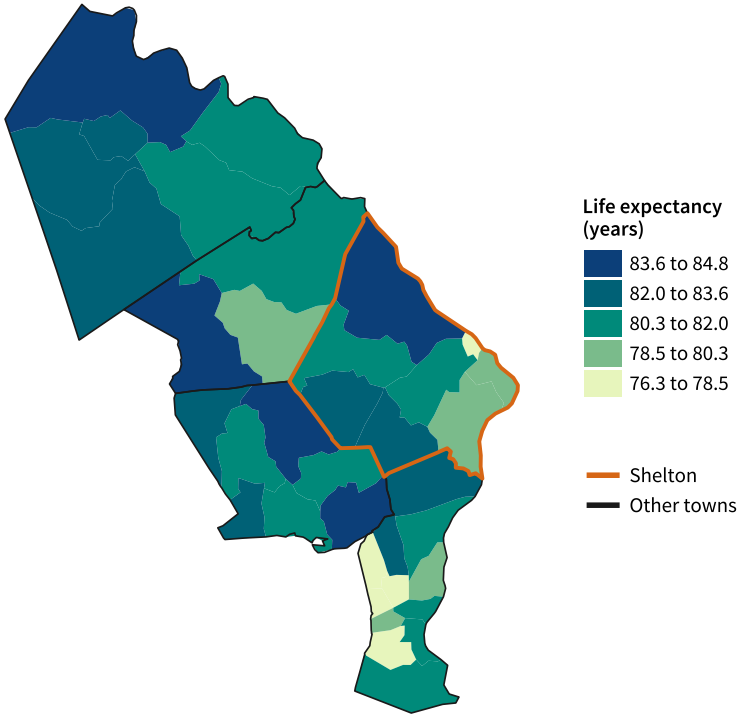 Life expectancy
(years)
83.6 to 84.8
82.0 to 83.6
80.3 to 82.0
78.5 to 80.3
76.3 to 78.5
Shelton
Other towns